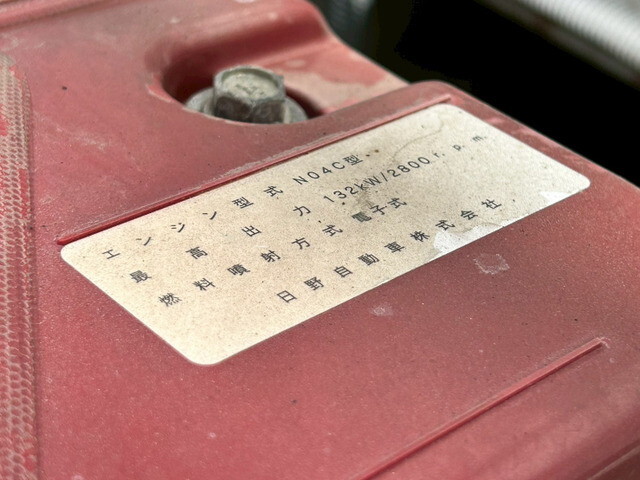 エンジン型式 N04C型
最高出力 132kW/2800r.p.m.
燃料噴射方式 電子式
日野自動車株式会社